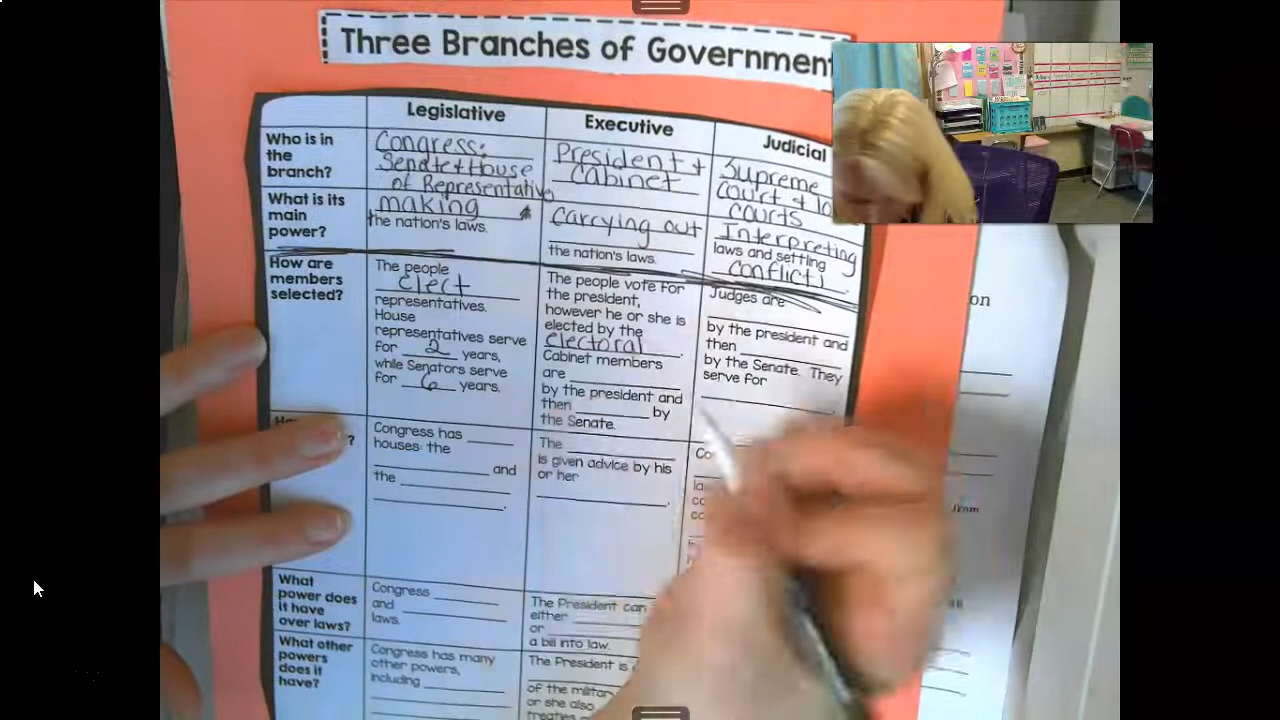 Three Branches of Government
Legislative
Executive
Judicial
Who is in
the
branch?
Congress:
Senate + House
of Representative
President +
Cabinet
Supreme
court +
courts
What is its
main
power?
making
the nation's laws.
Carrying out
the nation's laws.
Interpreting
laws and settling
conflicts
How are
members
selected?
The people
elect
representatives.
House
representatives serve
for 2 years,
while Senators serve
for 6 years.
The people vote for
the president,
however he or she is
elected by the
electoral.
Cabinet members
are
by the president and
then by
the Senate.
Judges are
by the president and
then
by the Senate. They
serve for
?
Congress has
houses: the
and
the
The
is given advice by his
or her
What
power does
it have
over laws?
Congress
and
laws.
The President can
either
or
a bill into law.
What other
powers
does it
have?
Congress has many
other powers,
including
The President is
of the military
or she also
treaties